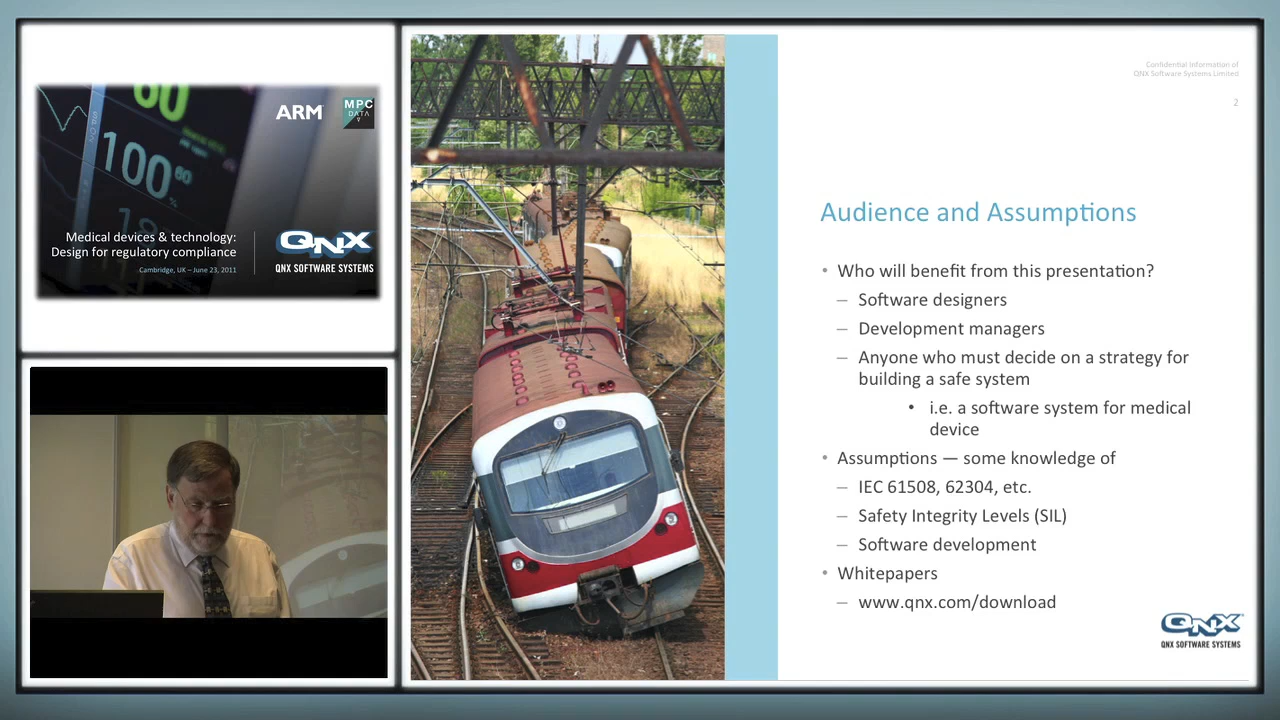 60
100 60
%
18
ARM
MPC
DATA
Medical devices & technology:
Design for regulatory compliance
Cambridge, UK – June 23, 2011
QNX
QNX SOFTWARE SYSTEMS
Confidential Information of
QNX Software Systems Limited
2
Audience and Assumptions
• Who will benefit from this presentation?
– Software designers
– Development managers
– Anyone who must decide on a strategy for
building a safe system
• i.e. a software system for medical
device
• Assumptions — some knowledge of
– IEC 61508, 62304, etc.
– Safety Integrity Levels (SIL)
– Software development
• Whitepapers
– www.qnx.com/download
QNX
QNX SOFTWARE SYSTEMS